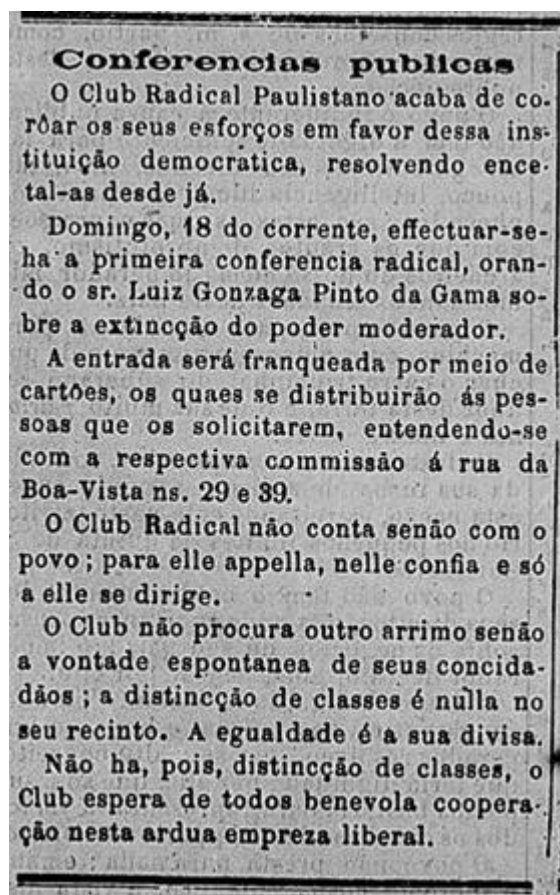 Conferencias publicas
O Club Radical Paulistano acaba de co-
rôar os seus esforços em favor dessa ins-
tituição democratica, resolvendo ence-
tal-as desde já.
Domingo, 18 do corrente, effectuar-se-
ha a primeira conferencia radical, oran-
do o sr. Luiz Gonzaga Pinto da Gama so-
bre a extincção do poder moderador.
A entrada será franqueada por meio de
cartões, os quaes se distribuirão ás pes-
soas que os solicitarem, entendendo-se
com a respectiva commissão á rua da
Boa-Vista ns. 29 e 39.
O Club Radical não conta senão com o
povo; para elle appella, nelle confia e só
a elle se dirige.
O Club não procura outro arrimo senão
a vontade espontanea de seus concida-
dãos; a distincção de classes é nulla no
seu recinto. A egualdade é a sua divisa.
Não ha, pois, distincção de classes, o
Club espera de todos benevola coopera-
ção nesta ardua empreza liberal.